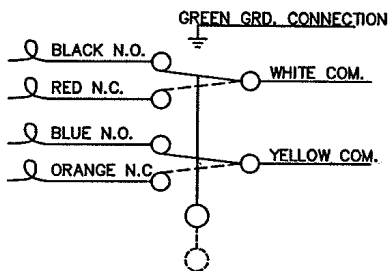 GREEN GRD. CONNECTION
BLACK N.O.
WHITE COM.
RED N.C.
BLUE N.O.
YELLOW COM.
ORANGE N.C